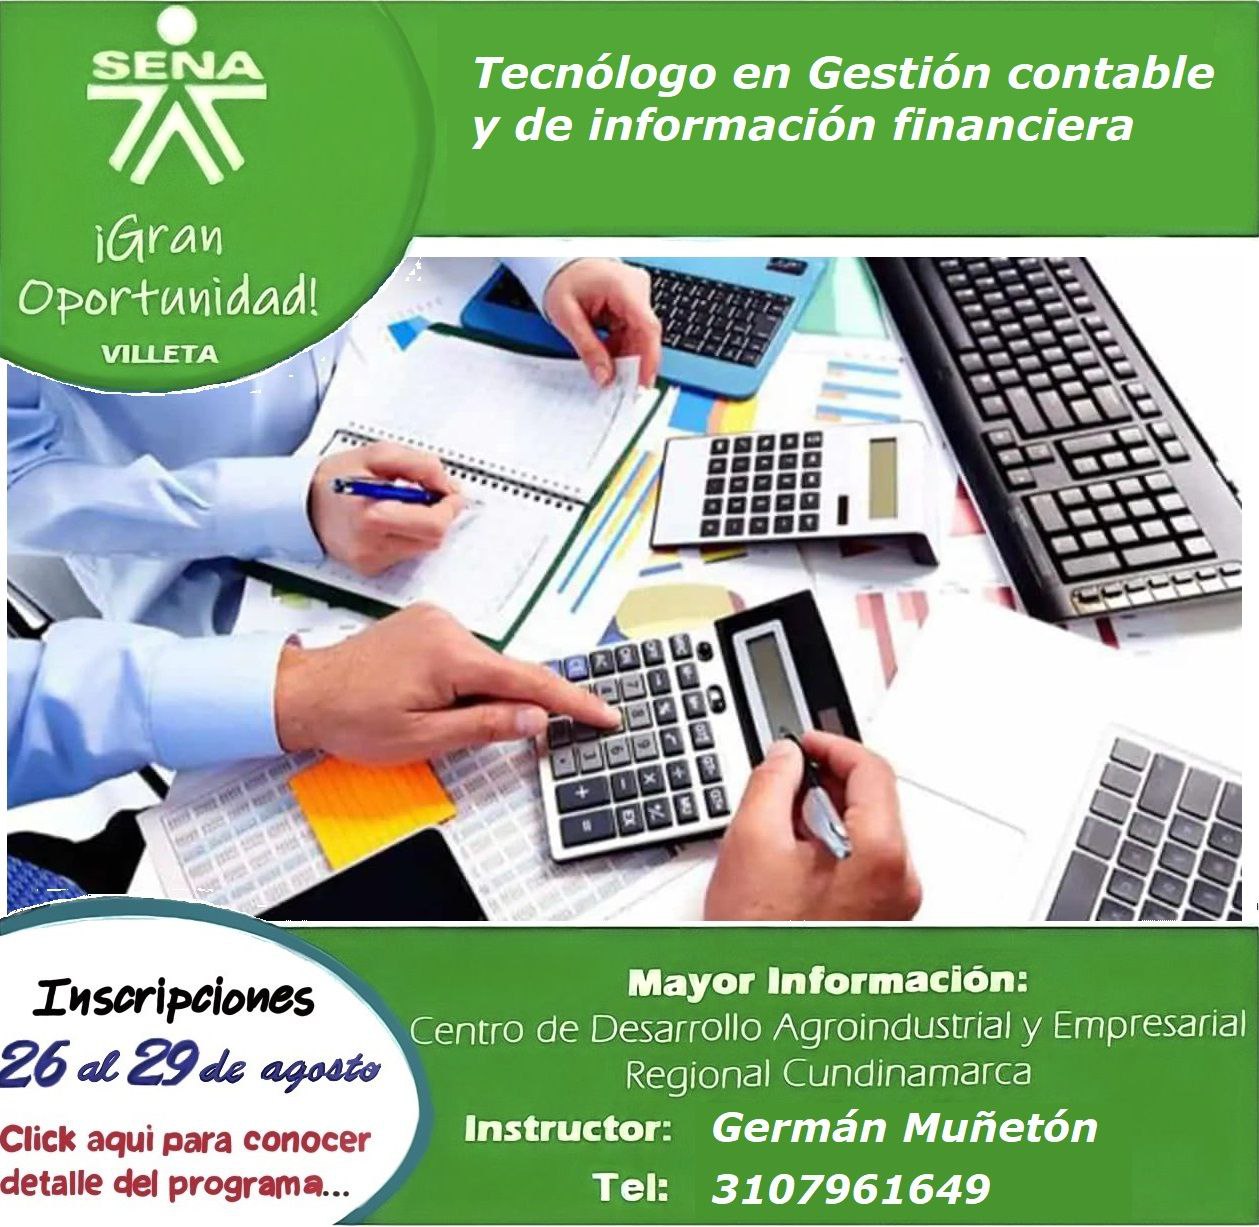 SENA
¡Gran
Oportunidad!
VILLETA
Tecnólogo en Gestión contable
y de información financiera
Inscripciones
26 al 29 de agosto
Click aqui para conocer
detalle del programa...
Mayor Información:
Centro de Desarrollo Agroindustrial y Empresarial
Regional Cundinamarca
Instructor: Germán Muñetón
Tel: 3107961649